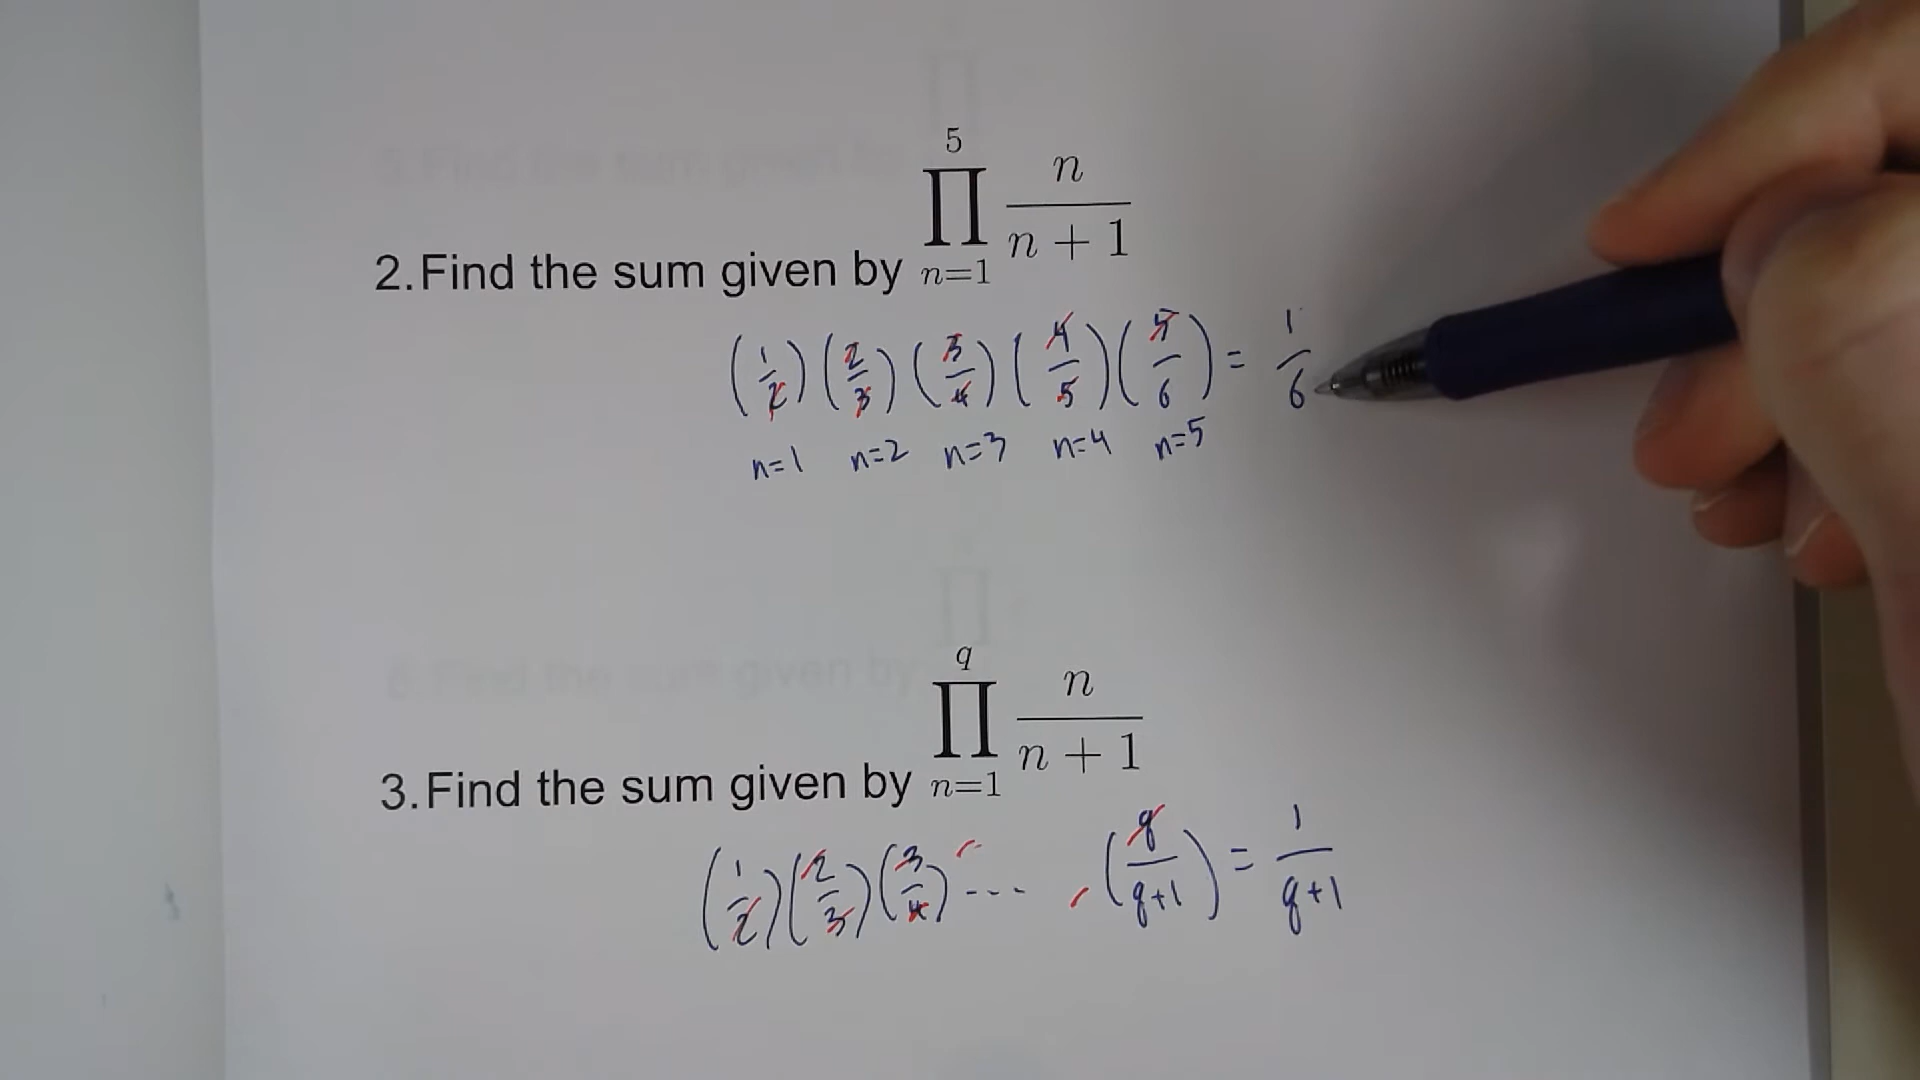 5
∏ n/(n + 1)
2. Find the sum given by n=1
(1/2)(2/3)(3/4)(4/5)(5/6) = 1/6
n=1 n=2 n=3 n=4 n=5
q
∏ n/(n + 1)
3. Find the sum given by n=1
(1/2)(2/3)(3/4) ... (q/(q+1)) = 1/(q+1)